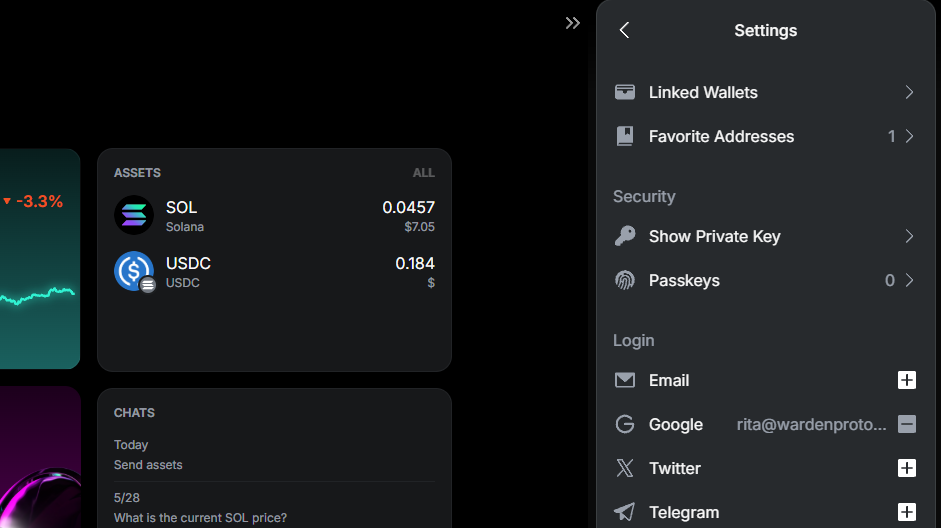 -3.3%
ASSETS ALL
SOL 0.0457
Solana $7.05
USDC 0.184
USDC $
CHATS
Today
Send assets
5/28
What is the current SOL price?
Settings
Linked Wallets
Favorite Addresses 1
Security
Show Private Key
Passkeys 0
Login
Email
Google rita@wardenproto...
Twitter
Telegram